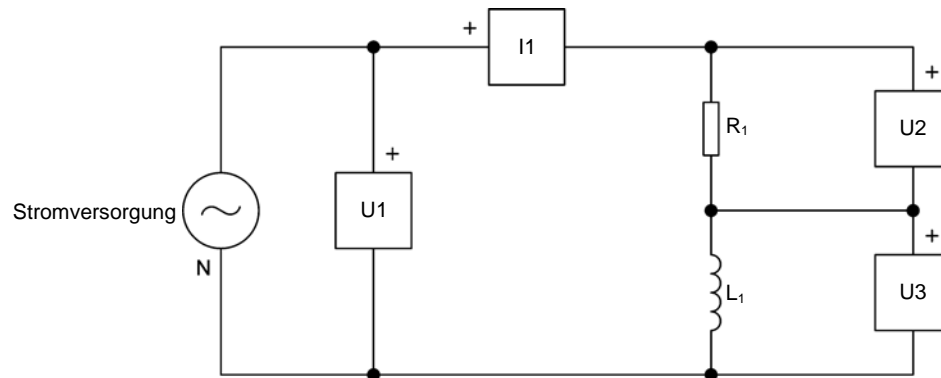 +
I1
+
R₁
U2
+
Stromversorgung
U1
+
N
L₁
U3
+